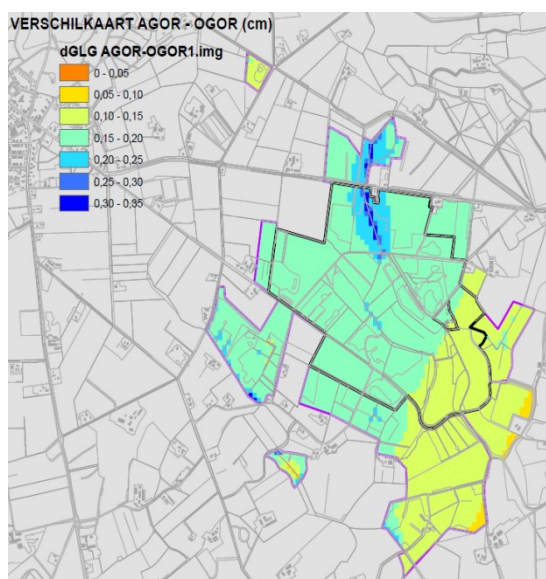 VERSCHILKAART AGOR - OGOR (cm)
dGLG AGOR-OGOR1.img
0 - 0,05
0,05 - 0,10
0,10 - 0,15
0,15 - 0,20
0,20 - 0,25
0,25 - 0,30
0,30 - 0,35